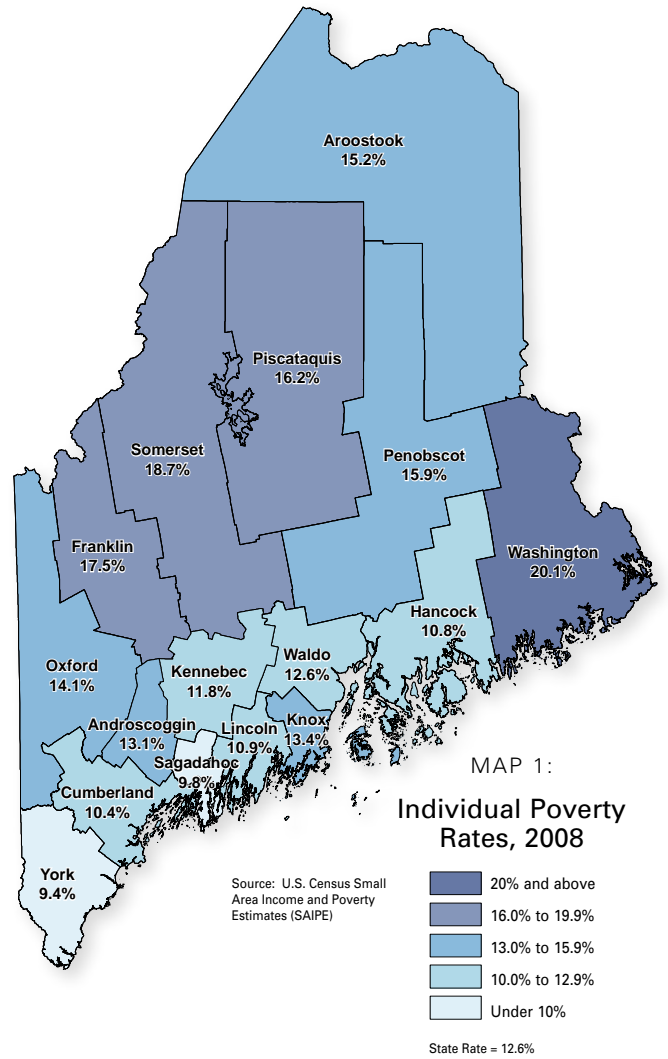 Aroostook
15.2%
Piscataquis
16.2%
Somerset
18.7%
Penobscot
15.9%
Franklin
17.5%
Washington
20.1%
Hancock
10.8%
Oxford
14.1%
Kennebec
11.8%
Waldo
12.6%
Androscoggin
13.1%
Lincoln
10.9%
Knox
13.4%
Sagadahoc
9.8%
Cumberland
10.4%
York
9.4%
MAP 1:
Individual Poverty
Rates, 2008
Source: U.S. Census Small
Area Income and Poverty
Estimates (SAIPE)
20% and above
16.0% to 19.9%
13.0% to 15.9%
10.0% to 12.9%
Under 10%
State Rate = 12.6%